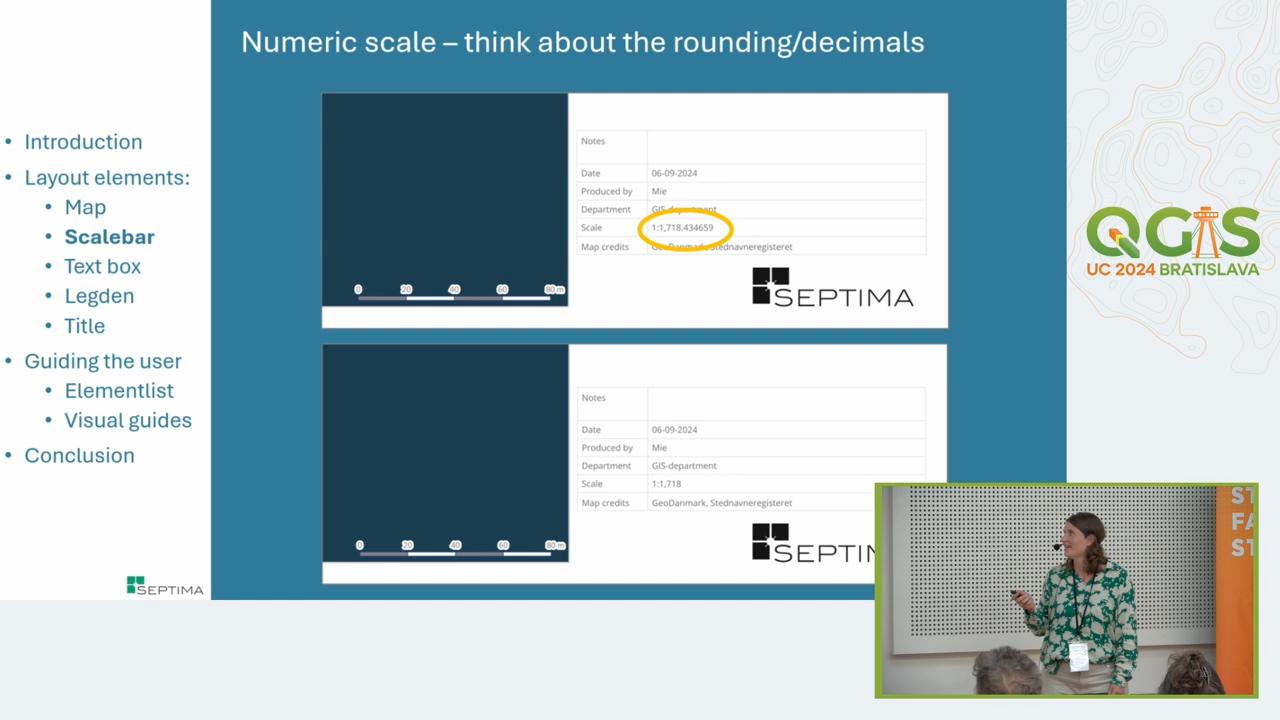 Numeric scale – think about the rounding/decimals
• Introduction
• Layout elements:
• Map
• Scalebar
• Text box
• Legden
• Title
• Guiding the user
• Elementlist
• Visual guides
• Conclusion
SEPTIMA
Notes
Date 06-09-2024
Produced by Mie
Department GIS-department
Scale 1:1,718.434659
Map credits GeoDanmark, Stednavneregisteret
0 20 40 60 80 m
SEPTIMA
Notes
Date 06-09-2024
Produced by Mie
Department GIS-department
Scale 1:1,718
Map credits GeoDanmark, Stednavneregisteret
0 20 40 60 80 m
SEPTIM
QGIS
UC 2024 BRATISLAVA
ST
FA
ST